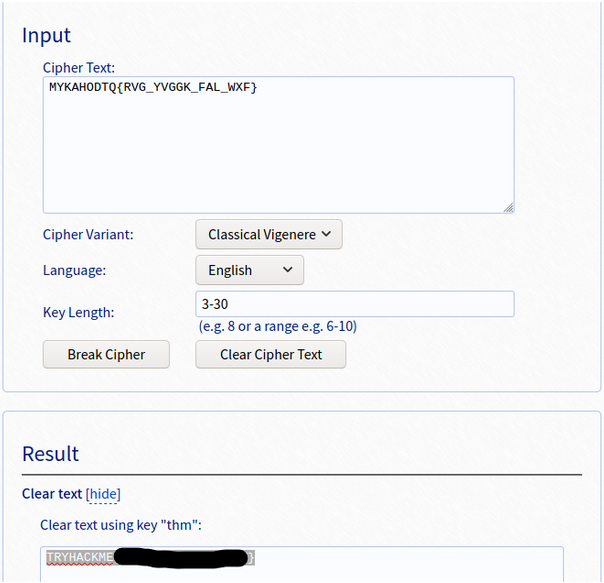 Input
Cipher Text:
MYKAHODTQ{RVG_YVGGK_FAL_WXF}
Cipher Variant: Classical Vigenere
Language: English
Key Length: 3-30
(e.g. 8 or a range e.g. 6-10)
Break Cipher Clear Cipher Text
Result
Clear text [hide]
Clear text using key "thm":
TRYHACKME }